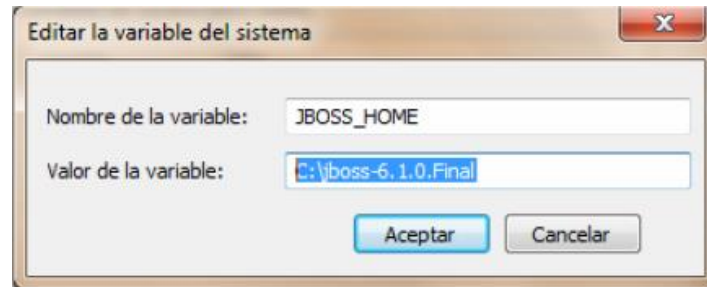 Editar la variable del sistema
Nombre de la variable: JBOSS_HOME
Valor de la variable: C:\jboss-6.1.0.Final
Aceptar Cancelar